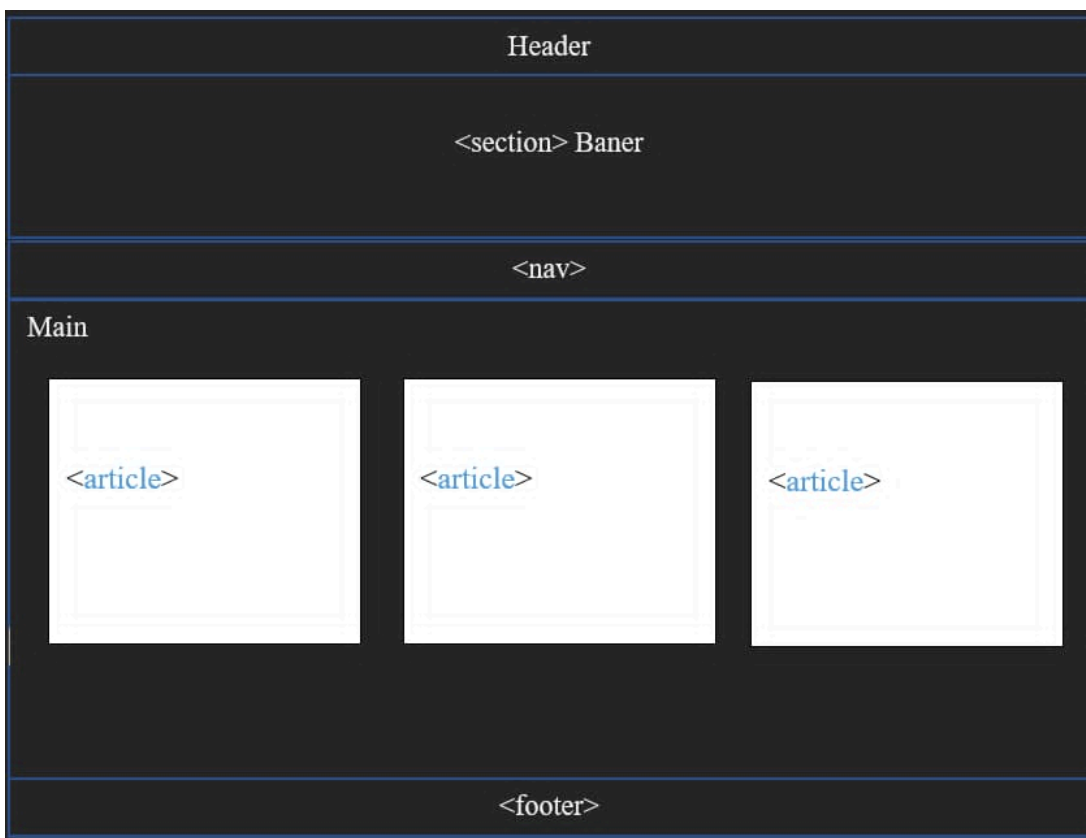 Header
<section> Baner
<nav>
Main
<article> <article> <article>
<footer>